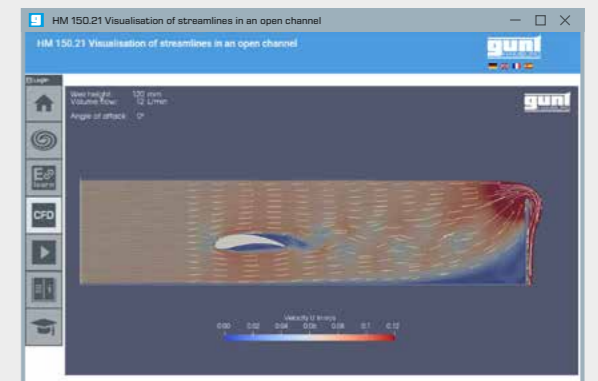 HM 150.21 Visualisation of streamlines in an open channel
HM 150.21 Visualisation of streamlines in an open channel
gunt
Login
Weir height: 120 mm
Volume flow: 12 L/min
Angle of attack: 0°
gunt
E
learn
CFD
Velocity U in m/s
0.00 0.02 0.04 0.06 0.08 0.1 0.12